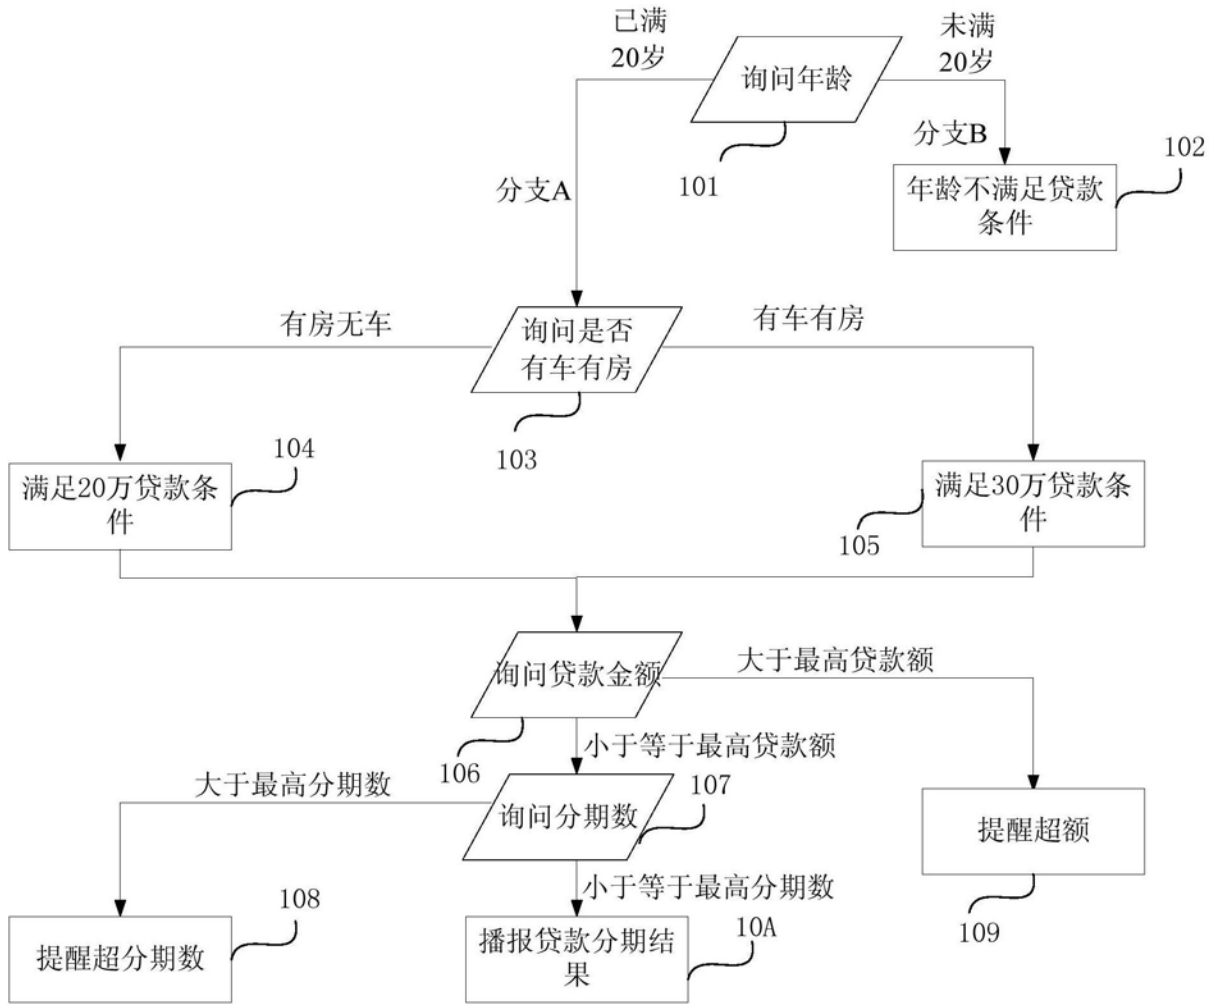 已满
20岁
未满
20岁
询问年龄
分支B
102
101
分支A
年龄不满足贷款
条件
有房无车
有车有房
询问是否
有车有房
104
103
满足20万贷款条
件
满足30万贷款条
件
105
询问贷款金额
大于最高贷款额
小于等于最高贷款额
106
大于最高分期数
107
询问分期数
提醒超额
小于等于最高分期数
108
10A
109
提醒超分期数
播报贷款分期结
果